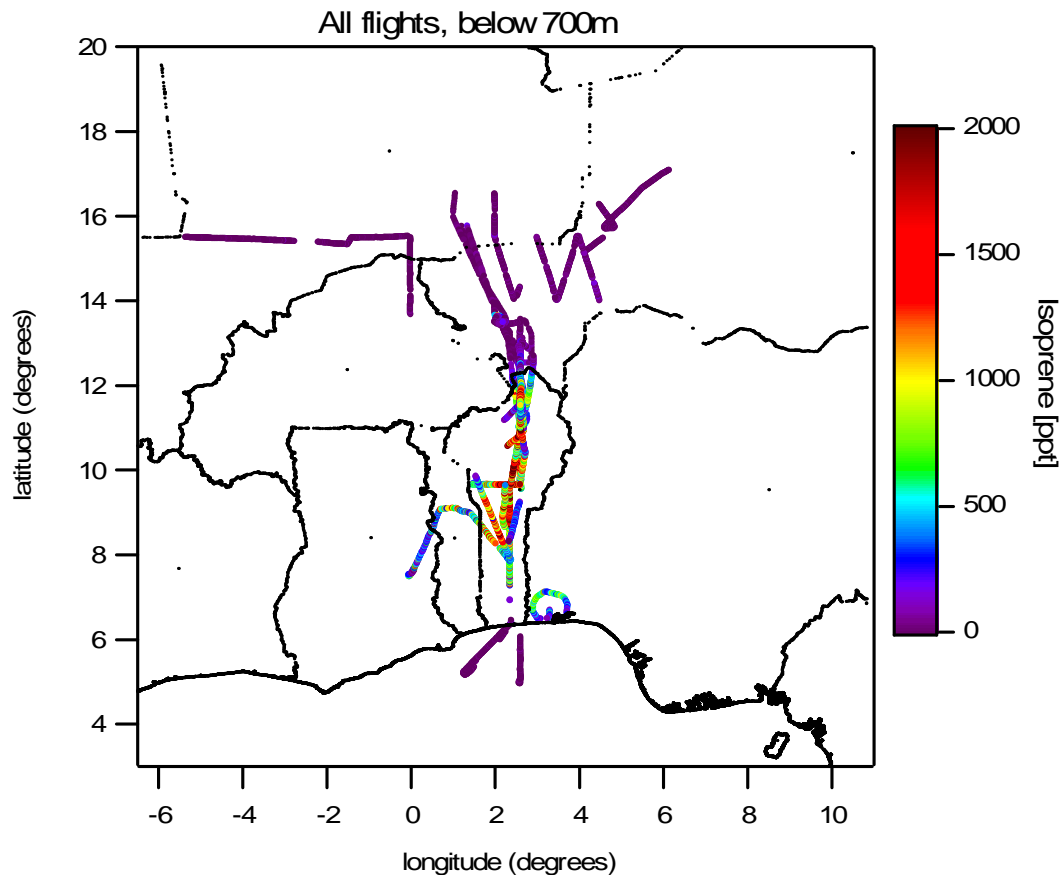 All flights, below 700m
20
18
16
14
12
10
8
6
4
latitude (degrees)
-6 -4 -2 0 2 4 6 8 10
longitude (degrees)
2000
1500
1000
500
0
Isoprene [ppt]